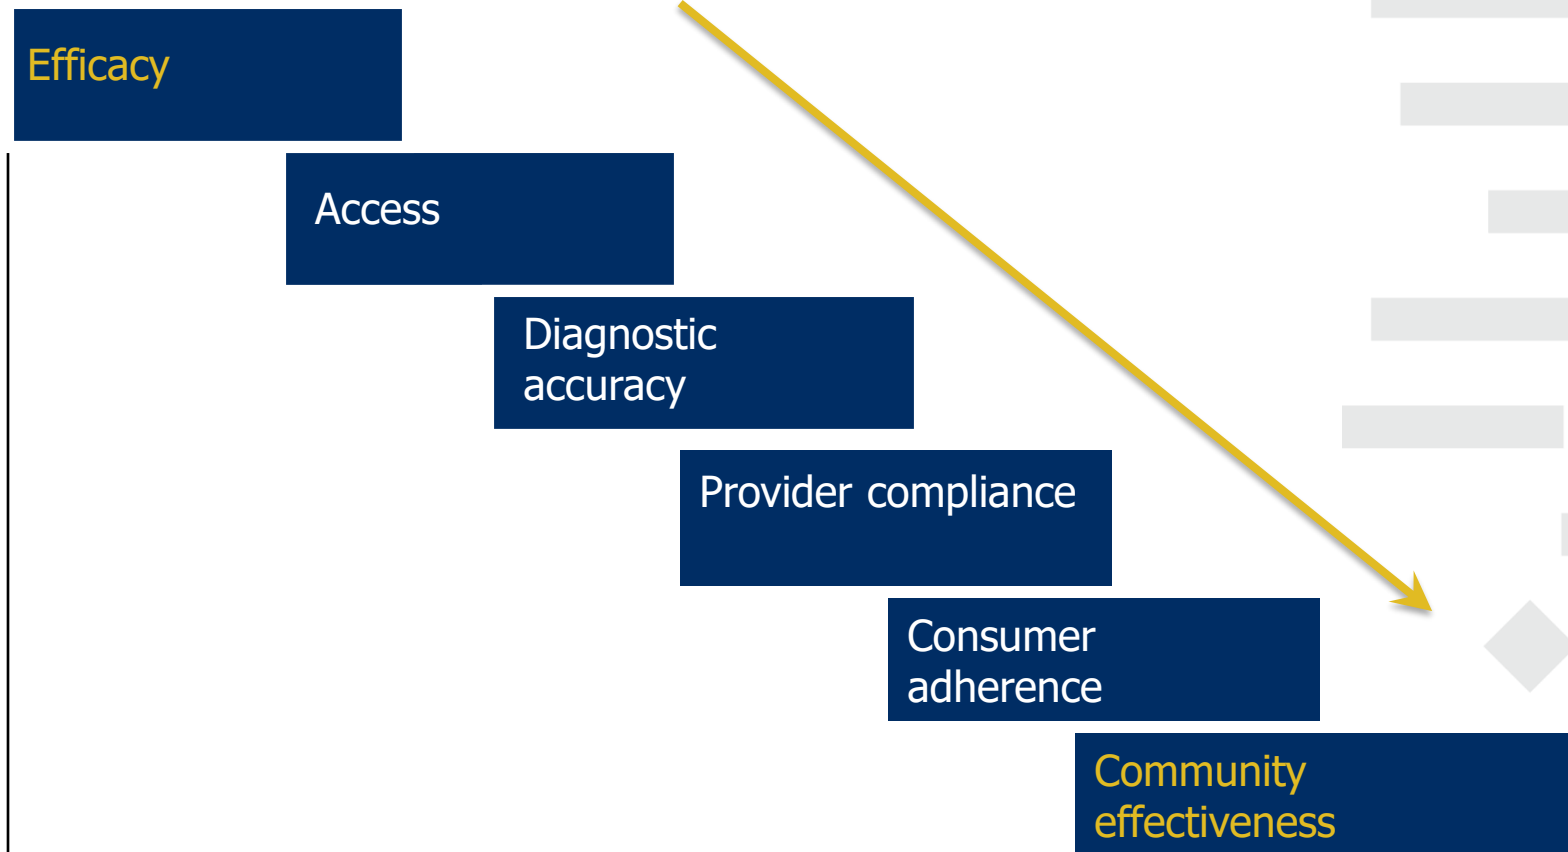 Efficacy
Access
Diagnostic
accuracy
Provider compliance
Consumer
adherence
Community
effectiveness